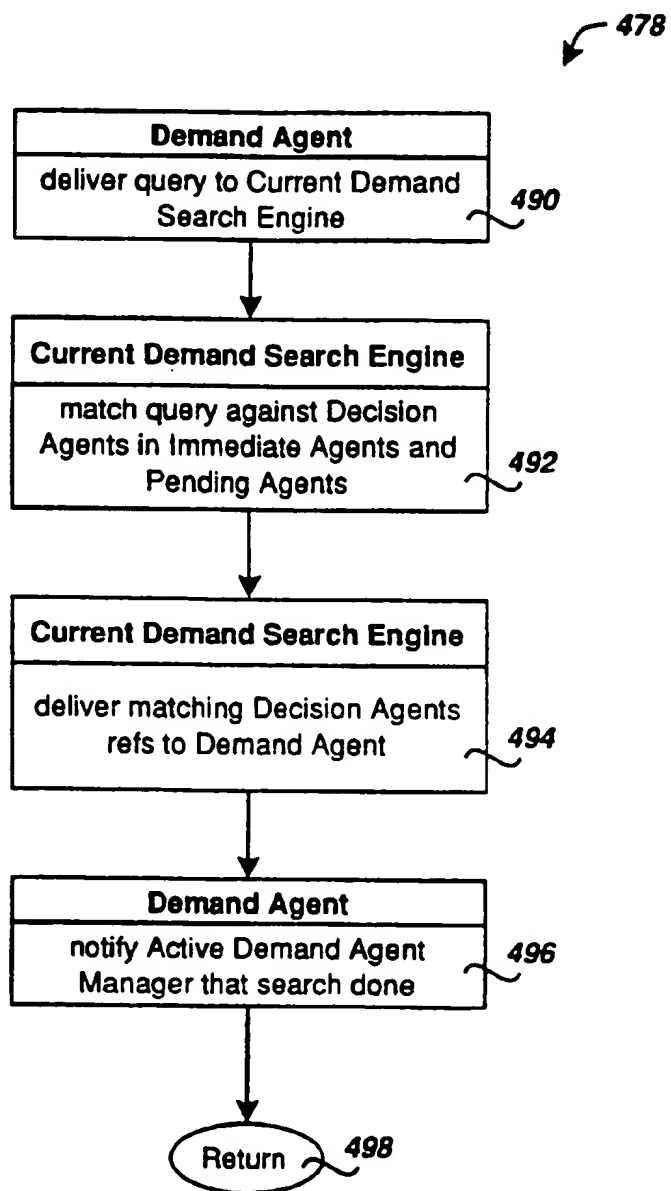 478
Demand Agent
deliver query to Current Demand
Search Engine
490
Current Demand Search Engine
match query against Decision
Agents in Immediate Agents and
Pending Agents
492
Current Demand Search Engine
deliver matching Decision Agents
refs to Demand Agent
494
Demand Agent
notify Active Demand Agent
Manager that search done
496
Return
498